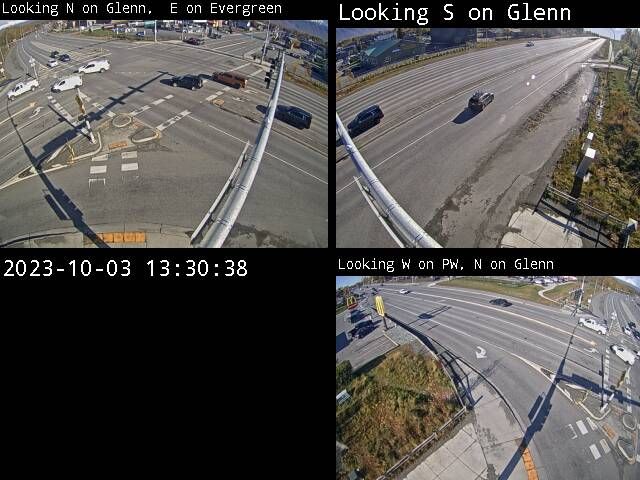 Looking N on Glenn,  E on Evergreen
Looking S on Glenn
2023-10-03 13:30:38
Looking W on PW, N on Glenn